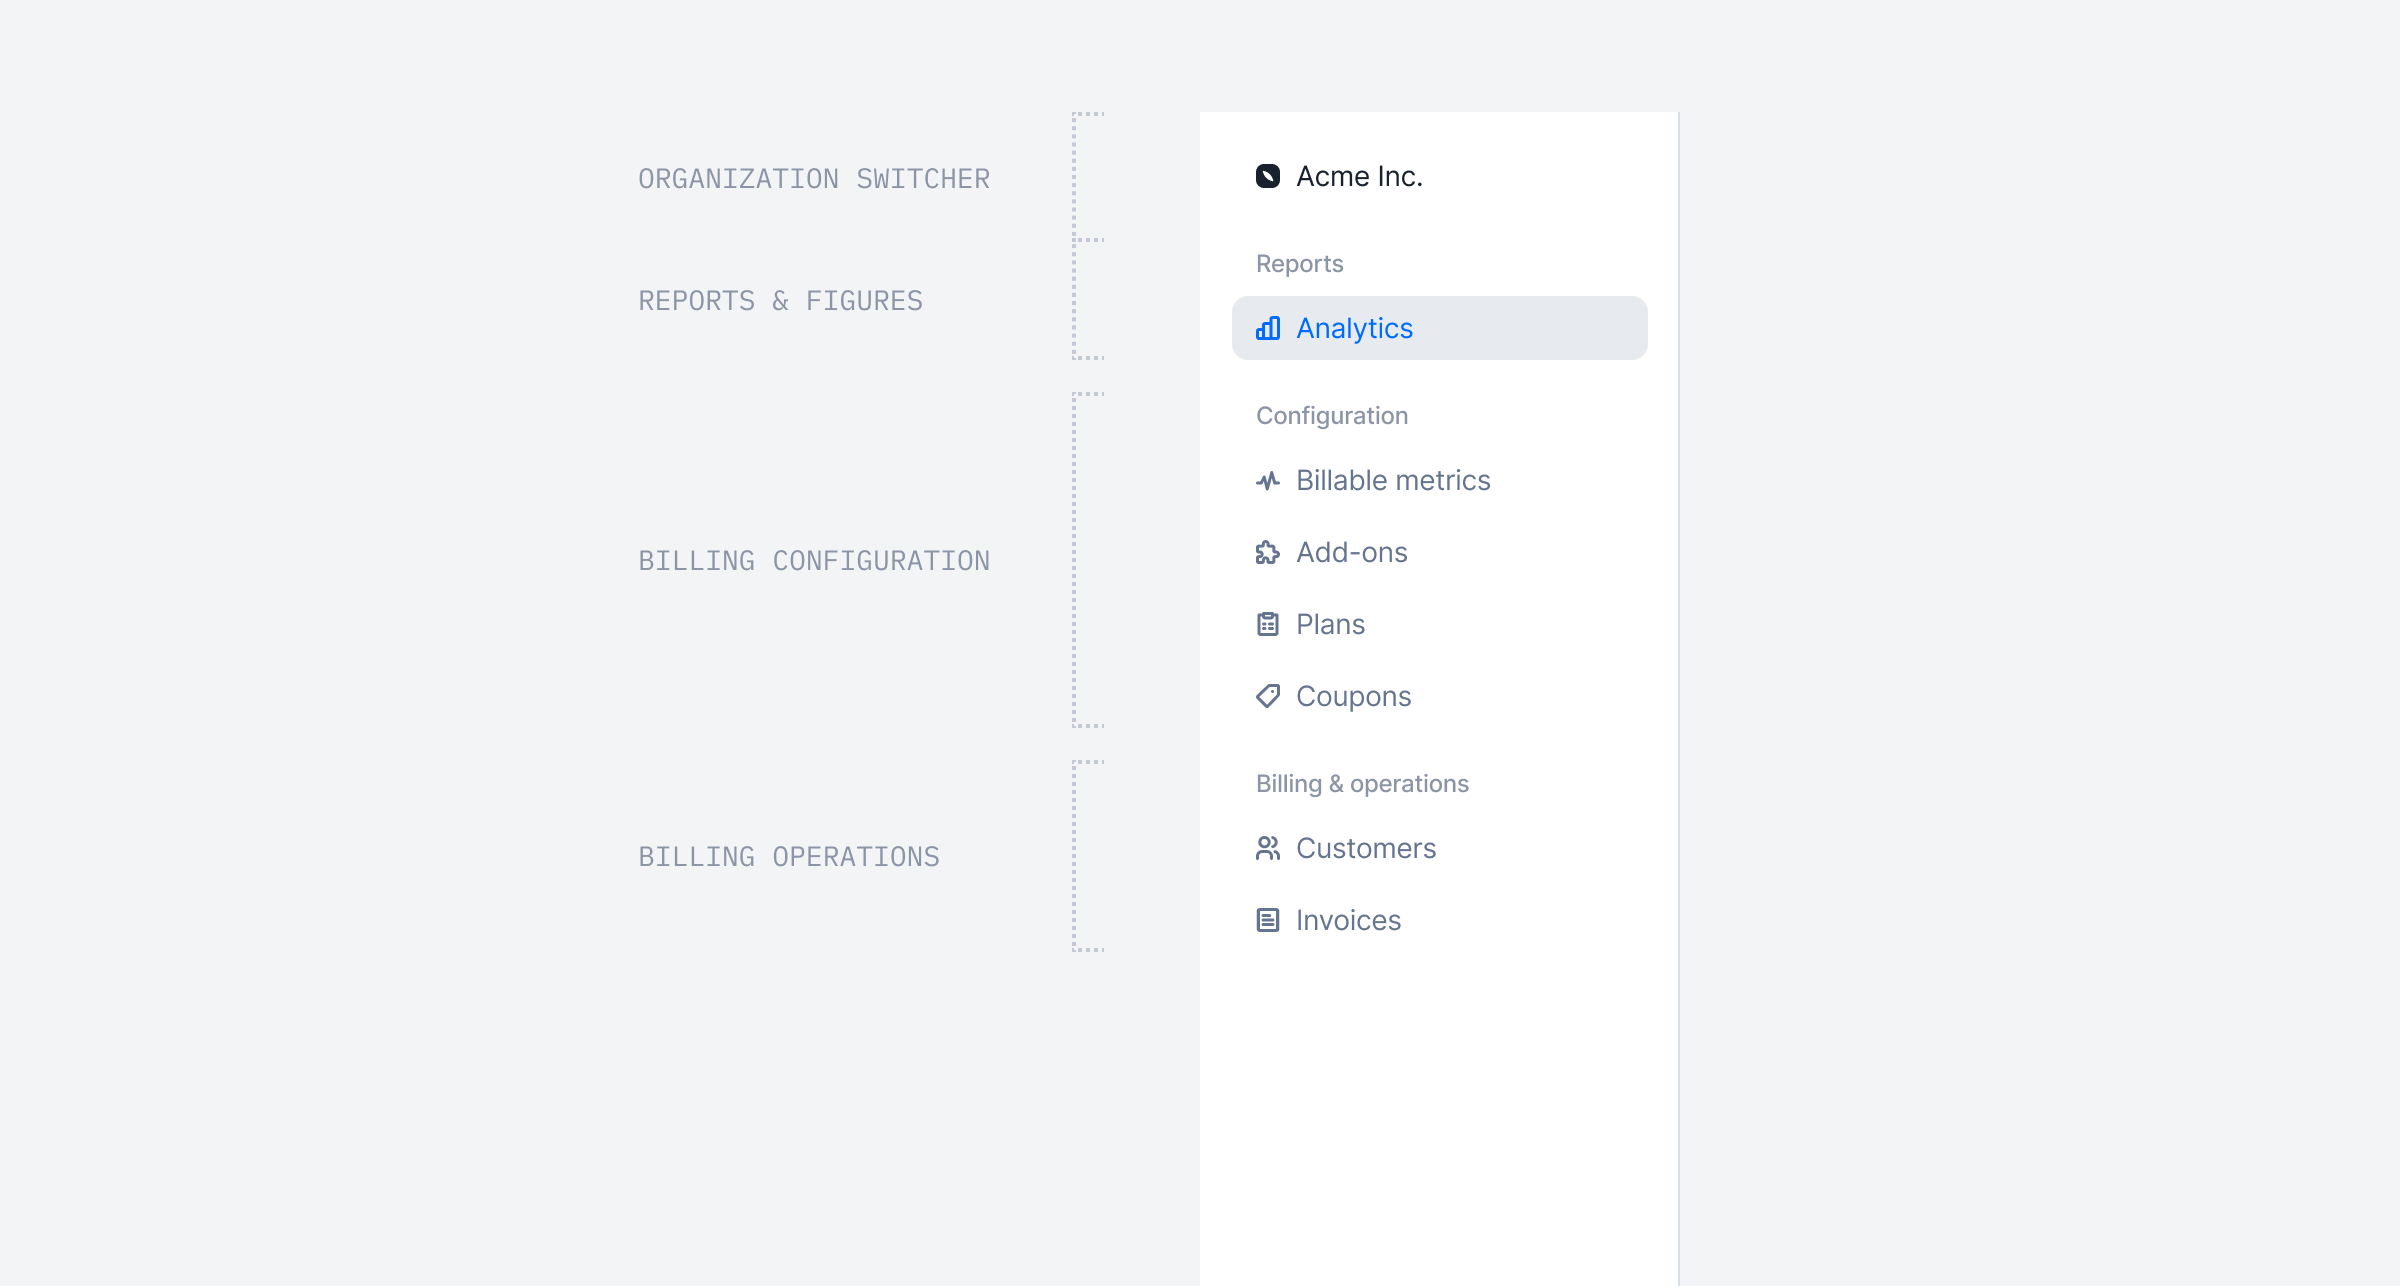 ORGANIZATION SWITCHER
Acme Inc.
REPORTS & FIGURES
Reports
Analytics
BILLING CONFIGURATION
Configuration
Billable metrics
Add-ons
Plans
Coupons
BILLING OPERATIONS
Billing & operations
Customers
Invoices